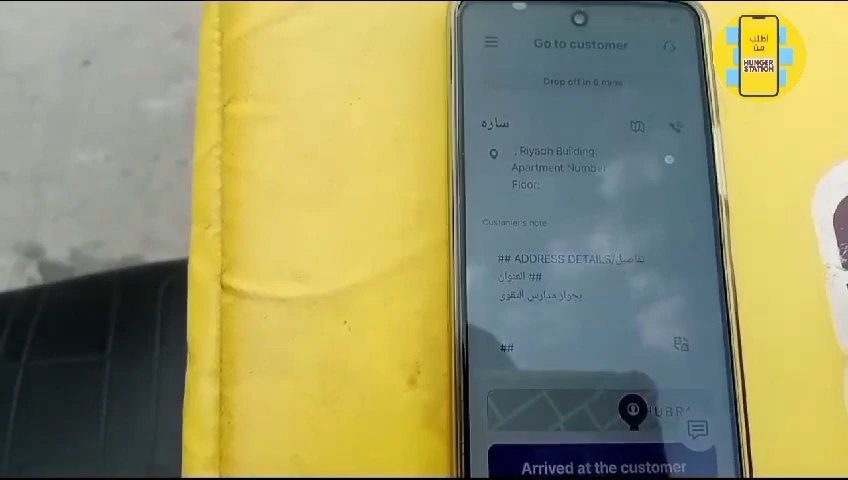 Go to customer
Drop off in 6 mins
ساره
, Riyadh Building:
Apartment Number
Floor:
Customer's note
## ADDRESS DETAILS/تفاصيل
العنوان ##
بجوار مدارس التقوى
##
Arrived at the customer
اطلب
من
HUNGER
STATION